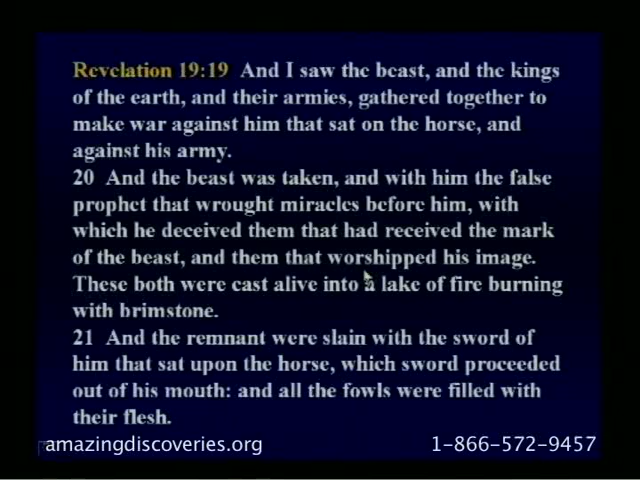 Revelation 19:19 And I saw the beast, and the kings
of the earth, and their armies, gathered together to
make war against him that sat on the horse, and
against his army.
20 And the beast was taken, and with him the false
prophet that wrought miracles before him, with
which he deceived them that had received the mark
of the beast, and them that worshipped his image.
These both were cast alive into a lake of fire burning
with brimstone.
21 And the remnant were slain with the sword of
him that sat upon the horse, which sword proceeded
out of his mouth: and all the fowls were filled with
their flesh.
amazingdiscoveries.org 1-866-572-9457